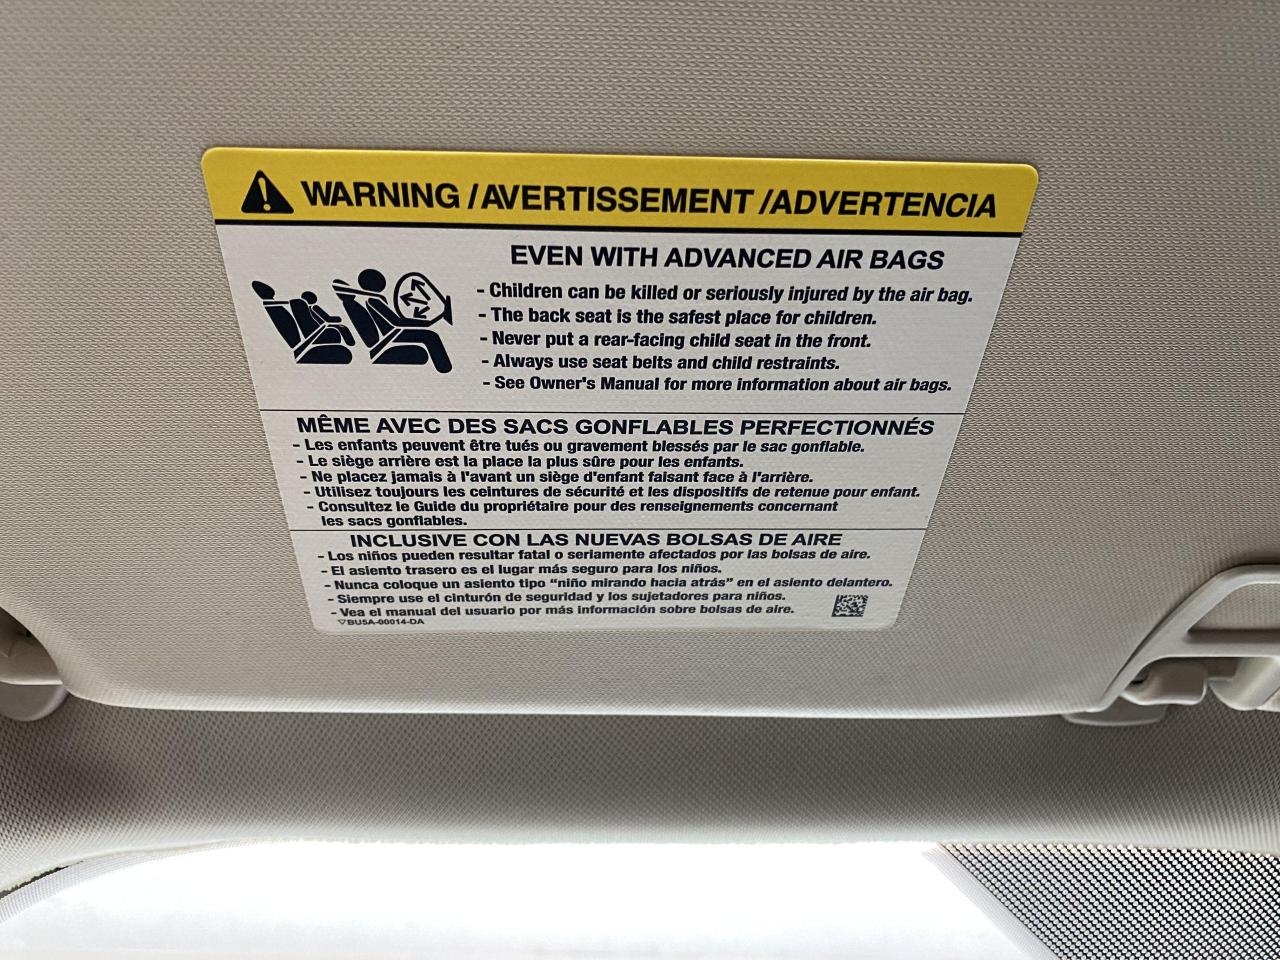 WARNING / AVERTISSEMENT / ADVERTENCIA
EVEN WITH ADVANCED AIR BAGS
- Children can be killed or seriously injured by the air bag.
- The back seat is the safest place for children.
- Never put a rear-facing child seat in the front.
- Always use seat belts and child restraints.
- See Owner's Manual for more information about air bags.
MÊME AVEC DES SACS GONFLABLES PERFECTIONNÉS
- Les enfants peuvent être tués ou gravement blessés par le sac gonflable.
- Le siège arrière est la place la plus sûre pour les enfants.
- Ne placez jamais à l'avant un siège d'enfant faisant face à l'arrière.
- Utilisez toujours les ceintures de sécurité et les dispositifs de retenue pour enfant.
- Consultez le Guide du propriétaire pour des renseignements concernant
les sacs gonflables.
INCLUSIVE CON LAS NUEVAS BOLSAS DE AIRE
- Los niños pueden resultar fatal o seriamente afectados por las bolsas de aire.
- El asiento trasero es el lugar más seguro para los niños.
- Nunca coloque un asiento tipo "niño mirando hacia atrás" en el asiento delantero.
- Siempre use el cinturón de seguridad y los sujetadores para niños.
- Vea el manual del usuario por más información sobre bolsas de aire.
▽BU5A-00014-DA